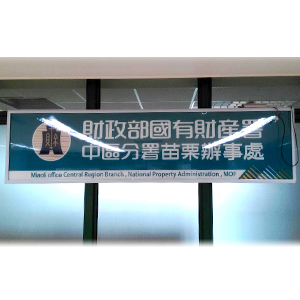 財政部國有財產署
中區分署苗栗辦事處
Miaoli office Central Region Branch , National Property Administration , MOF